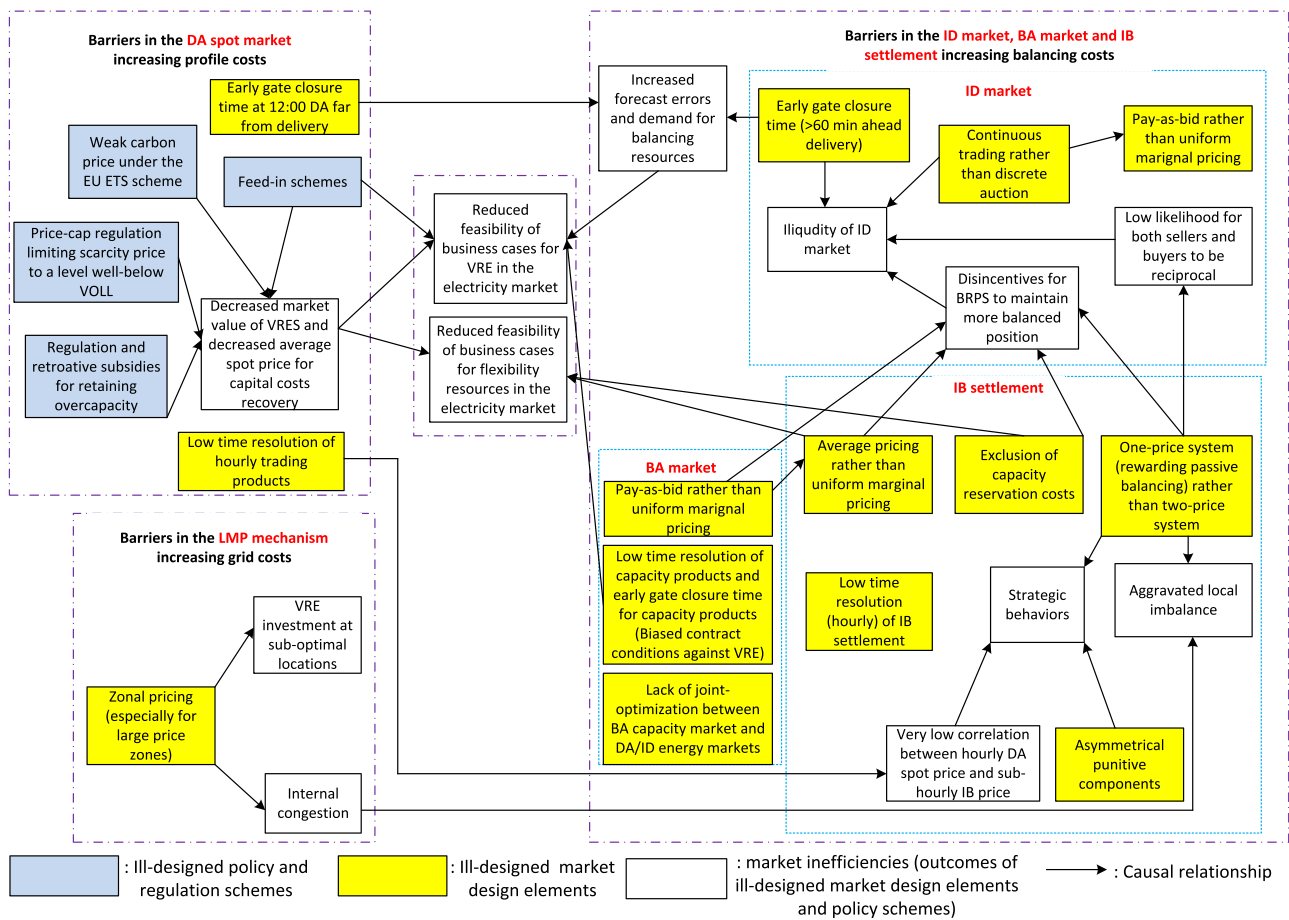 Barriers in the DA spot market
increasing profile costs
Early gate closure
time at 12:00 DA far
from delivery
Weak carbon
price under the
EU ETS scheme
Feed-in schemes
Price-cap regulation
limiting scarcity price
to a level well-below
VOLL
Regulation and
retroative subsidies
for retaining
overcapacity
Decreased market
value of VRES and
decreased average
spot price for
capital costs
recovery
Low time resolution of
hourly trading
products
Reduced
feasibility of
business cases for
VRE in the
electricity market
Reduced feasibility
of business cases
for flexibility
resources in the
electricity market
Barriers in the ID market, BA market and IB
settlement increasing balancing costs
Increased
forecast errors
and demand for
balancing
resources
ID market
Early gate closure
time (>60 min ahead
delivery)
Continuous
trading rather
than discrete
auction
Pay-as-bid rather
than uniform
marignal pricing
Iliqudity of ID
market
Low likelihood for
both sellers and
buyers to be
reciprocal
Disincentives for
BRPS to maintain
more balanced
position
IB settlement
Average pricing
rather than
uniform marginal
pricing
Exclusion of
capacity
reservation costs
One-price system
(rewarding passive
balancing) rather
than two-price
system
BA market
Pay-as-bid rather than
uniform marignal
pricing
Low time resolution of
capacity products and
early gate closure time
for capacity products
(Biased contract
conditions against VRE)
Lack of joint-
optimization between
BA capacity market and
DA/ID energy markets
Low time
resolution
(hourly) of IB
settlement
Strategic
behaviors
Aggravated local
imbalance
Very low correlation
between hourly DA
spot price and sub-
hourly IB price
Asymmetrical
punitive
components
Barriers in the LMP mechanism
increasing grid costs
VRE
investment at
sub-optimal
locations
Zonal pricing
(especially for
large price
zones)
Internal
congestion
: Ill-designed policy and
regulation schemes
: Ill-designed market
design elements
: market inefficiencies (outcomes of
ill-designed market design elements
and policy schemes)
: Causal relationship